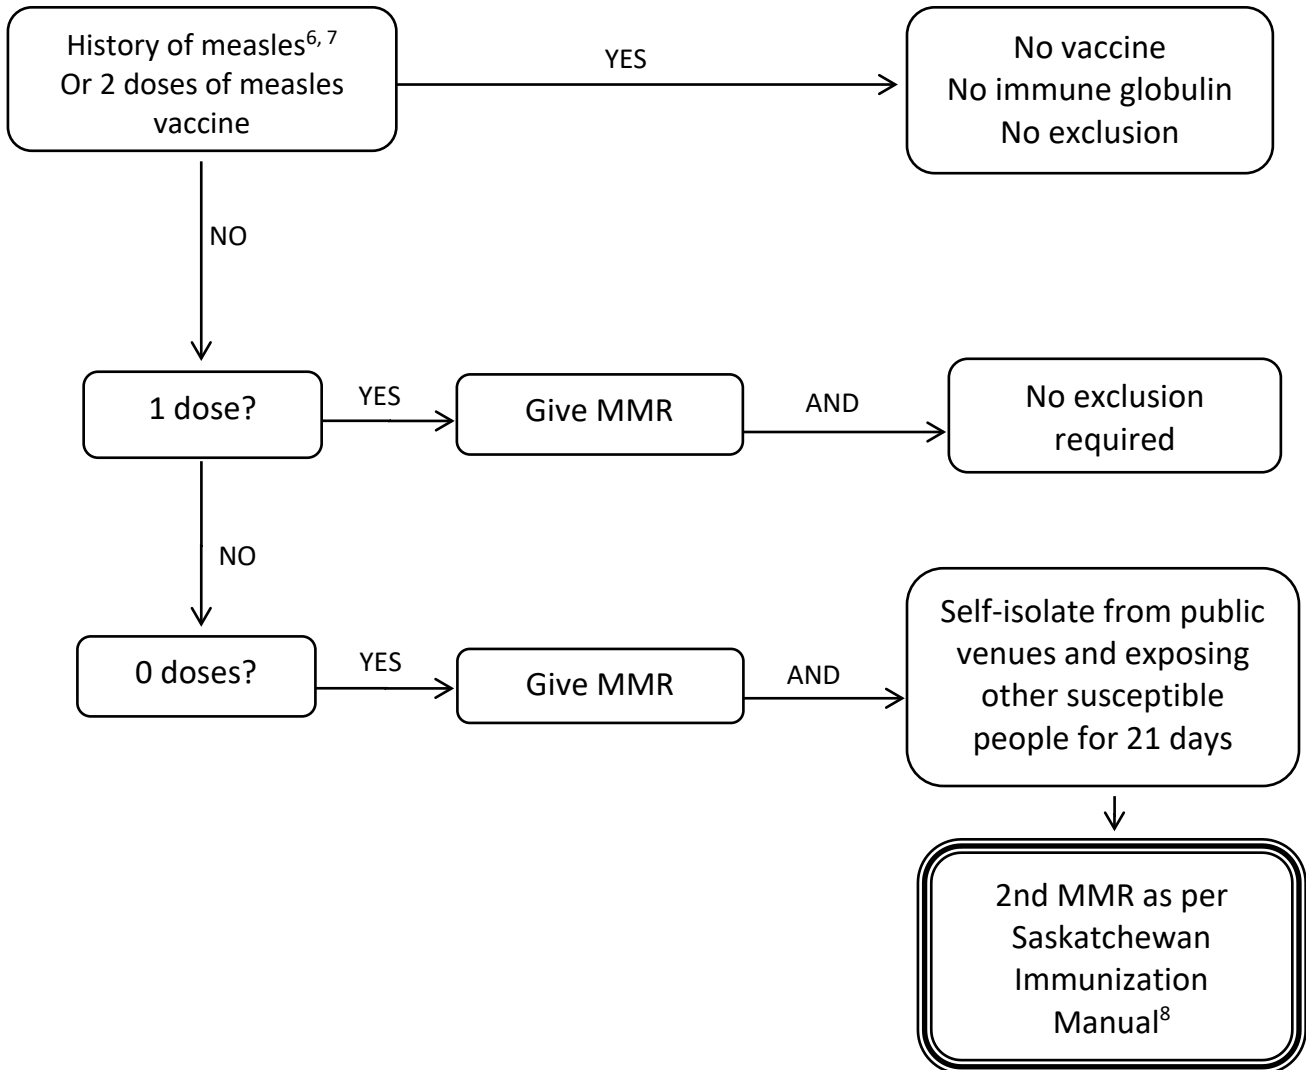 History of measles6, 7
Or 2 doses of measles
vaccine
YES
No vaccine
No immune globulin
No exclusion
NO
1 dose?
YES
Give MMR
AND
No exclusion
required
NO
0 doses?
YES
Give MMR
AND
Self-isolate from public
venues and exposing
other susceptible
people for 21 days
2nd MMR as per
Saskatchewan
Immunization
Manual8